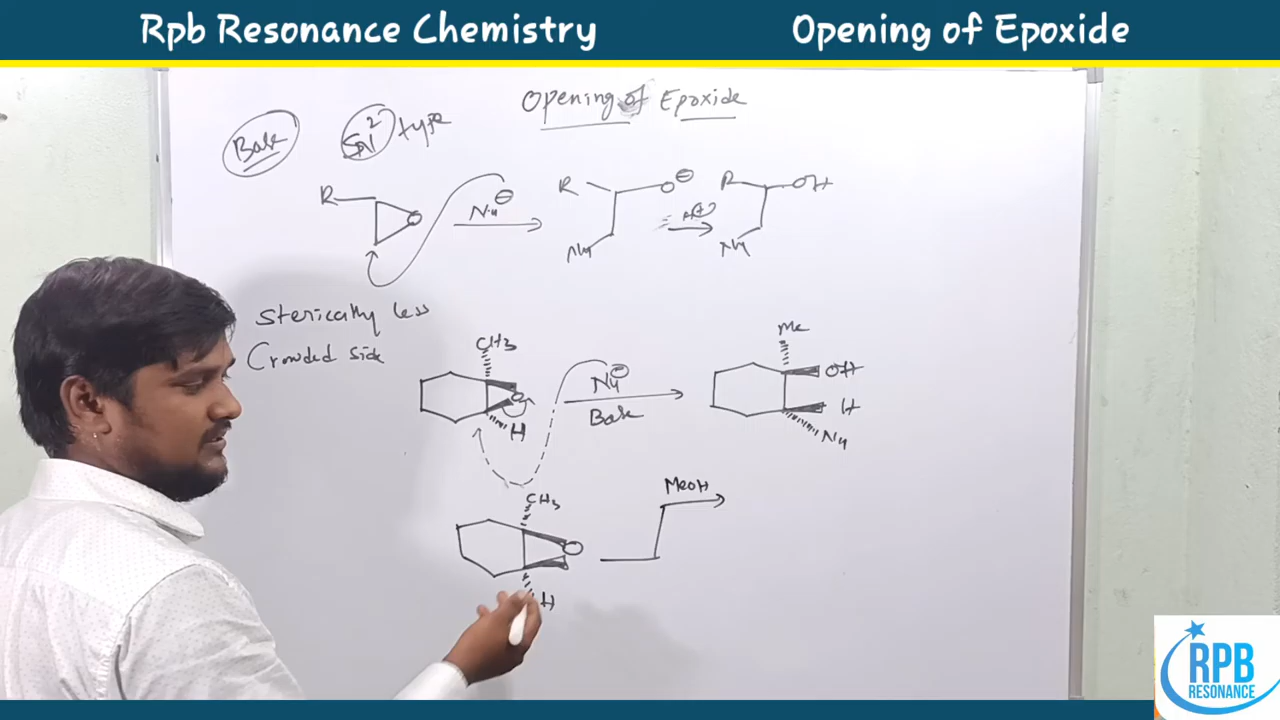 Rpb Resonance Chemistry
Opening of Epoxide
Opening of Epoxide
Base
SN2 type
R
O
Nu⊖
R
O⊖
Nu
H⊕
R
OH
Nu
Sterically less
Crowded side
CH3
O
H
Nu⊖
Base
Me
OH
H
Nu
CH3
O
H
MeOH
RPB
RESONANCE